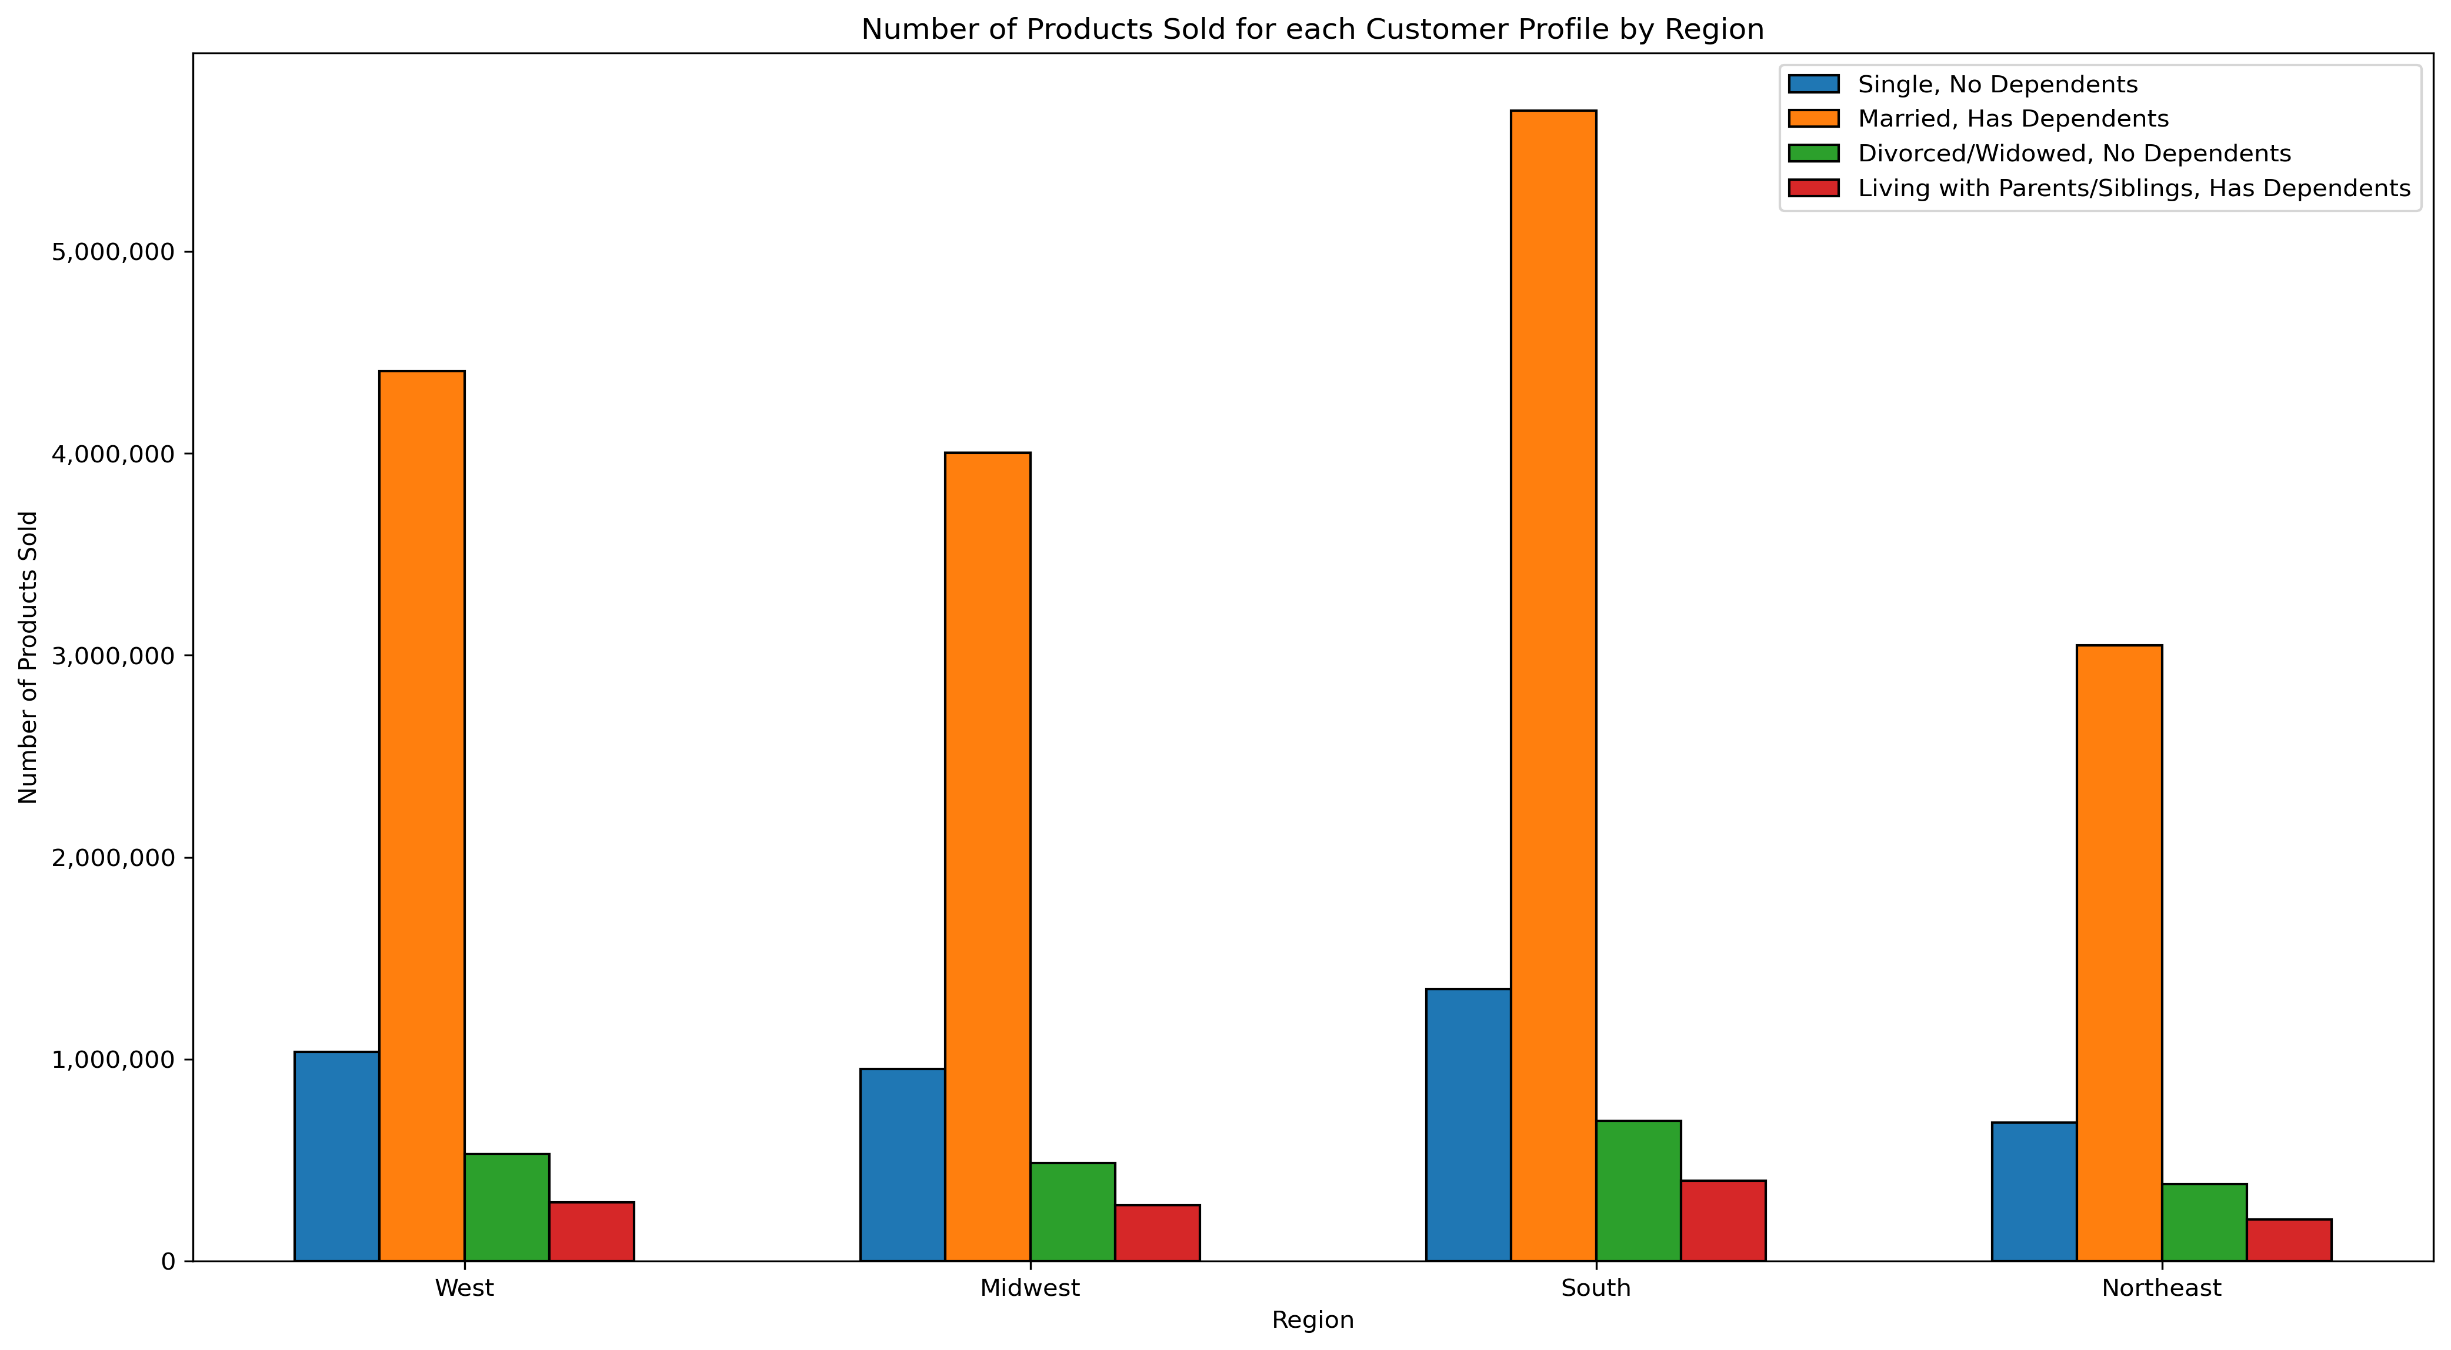 Number of Products Sold for each Customer Profile by Region
Single, No Dependents
Married, Has Dependents
Divorced/Widowed, No Dependents
Living with Parents/Siblings, Has Dependents
Number of Products Sold
5,000,000
4,000,000
3,000,000
2,000,000
1,000,000
0
West
Midwest
South
Northeast
Region